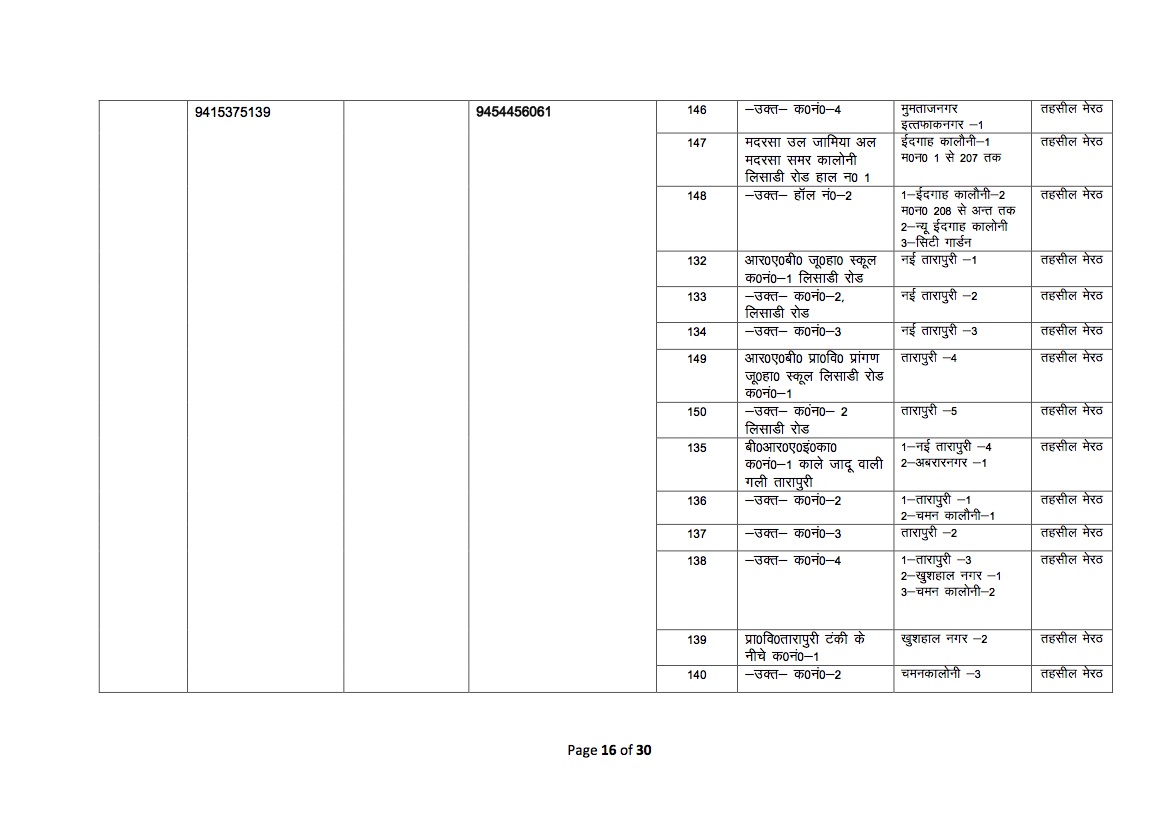 9415375139
9454456061
146 –उक्त– क0नं0–4 मुमताजनगर तहसील मेरठ
इत्तफाकनगर –1
147 मदरसा उल जामिया अल ईदगाह कालौनी–1 तहसील मेरठ
मदरसा समर कालोनी म0न0 1 से 207 तक
लिसाडी रोड हाल न0 1
148 –उक्त– हॉल नं0–2 1–ईदगाह कालौनी–2 तहसील मेरठ
म0न0 208 से अन्त तक
2–न्यू ईदगाह कालोनी
3–सिटी गार्डन
132 आर0ए0बी0 जू0हा0 स्कूल नई तारापुरी –1 तहसील मेरठ
क0नं0–1 लिसाडी रोड
133 –उक्त– क0नं0–2, नई तारापुरी –2 तहसील मेरठ
लिसाडी रोड
134 –उक्त– क0नं0–3 नई तारापुरी –3 तहसील मेरठ
149 आर0ए0बी0 प्रा0वि0 प्रांगण तारापुरी –4 तहसील मेरठ
जू0हा0 स्कूल लिसाडी रोड
क0नं0–1
150 –उक्त– क0ंन0– 2 तारापुरी –5 तहसील मेरठ
लिसाडी रोड
135 बी0आर0ए0इं0का0 1–नई तारापुरी –4 तहसील मेरठ
क0नं0–1 काले जादू वाली 2–अबरारनगर –1
गली तारापुरी
136 –उक्त– क0नं0–2 1–तारापुरी –1 तहसील मेरठ
2–चमन कालौनी–1
137 –उक्त– क0नं0–3 तारापुरी –2 तहसील मेरठ
138 –उक्त– क0नं0–4 1–तारापुरी –3 तहसील मेरठ
2–खुशहाल नगर –1
3–चमन कालोनी–2
139 प्रा0वि0तारापुरी टंकी के खुशहाल नगर –2 तहसील मेरठ
नीचे क0नं0–1
140 –उक्त– क0नं0–2 चमनकालोनी –3 तहसील मेरठ
Page 16 of 30